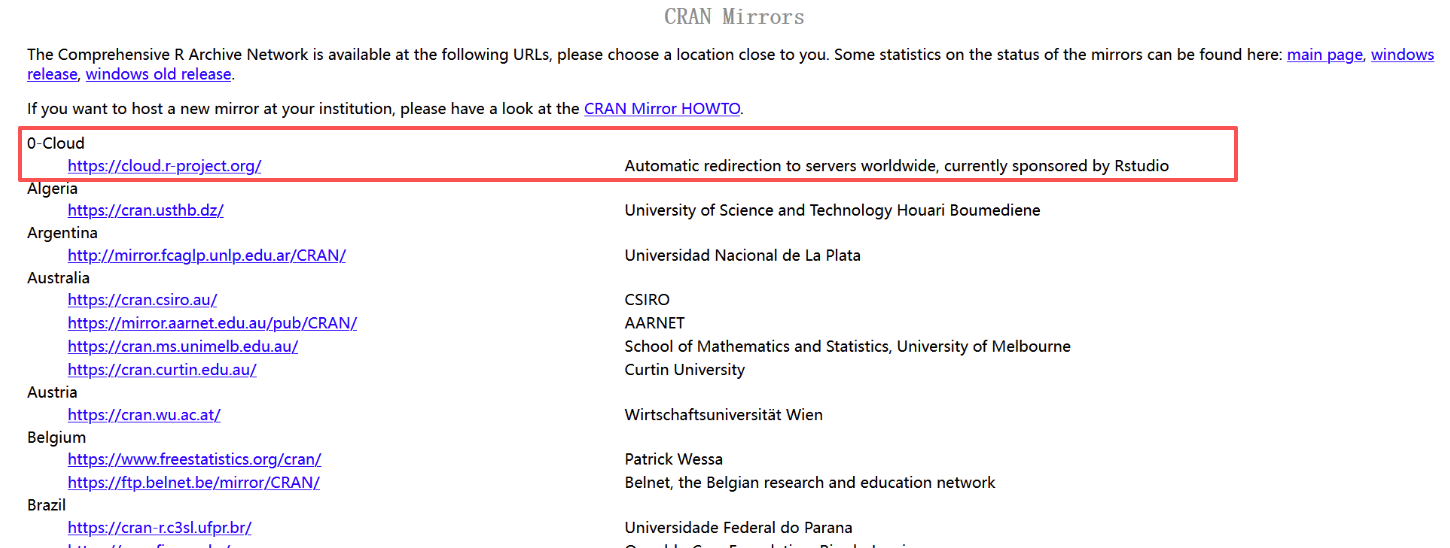 CRAN Mirrors
The Comprehensive R Archive Network is available at the following URLs, please choose a location close to you. Some statistics on the status of the mirrors can be found here: main page, windows
release, windows old release.
If you want to host a new mirror at your institution, please have a look at the CRAN Mirror HOWTO.
0-Cloud
https://cloud.r-project.org/ Automatic redirection to servers worldwide, currently sponsored by Rstudio
Algeria
https://cran.usthb.dz/ University of Science and Technology Houari Boumediene
Argentina
http://mirror.fcaglp.unlp.edu.ar/CRAN/ Universidad Nacional de La Plata
Australia
https://cran.csiro.au/ CSIRO
https://mirror.aarnet.edu.au/pub/CRAN/ AARNET
https://cran.ms.unimelb.edu.au/ School of Mathematics and Statistics, University of Melbourne
https://cran.curtin.edu.au/ Curtin University
Austria
https://cran.wu.ac.at/ Wirtschaftsuniversität Wien
Belgium
https://www.freestatistics.org/cran/ Patrick Wessa
https://ftp.belnet.be/mirror/CRAN/ Belnet, the Belgian research and education network
Brazil
https://cran-r.c3sl.ufpr.br/ Universidade Federal do Parana